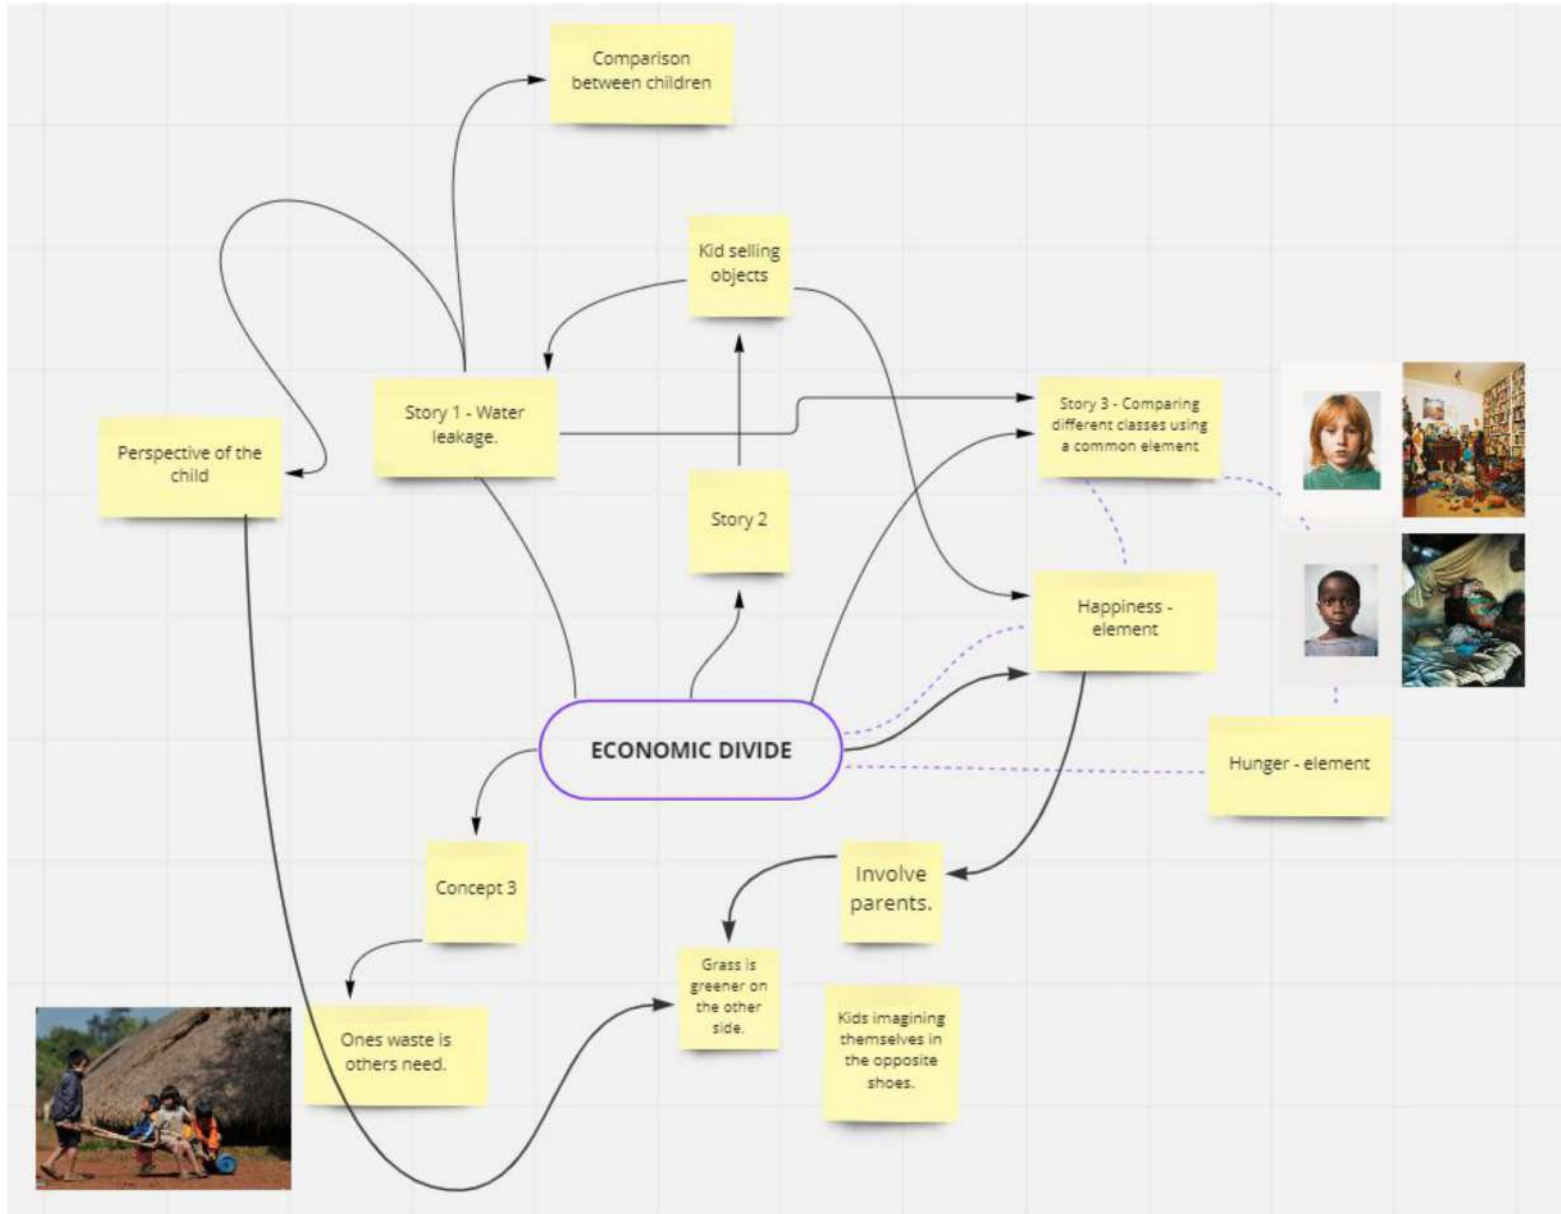 Comparison
between children
Kid selling
objects
Story 1 - Water
leakage.
Story 3 - Comparing
different classes using
a common element
Perspective of the
child
Story 2
Happiness -
element
ECONOMIC DIVIDE
Hunger - element
Concept 3
Involve
parents.
Grass is
greener on
the other
side.
Kids imagining
themselves in
the opposite
shoes.
Ones waste is
others need.